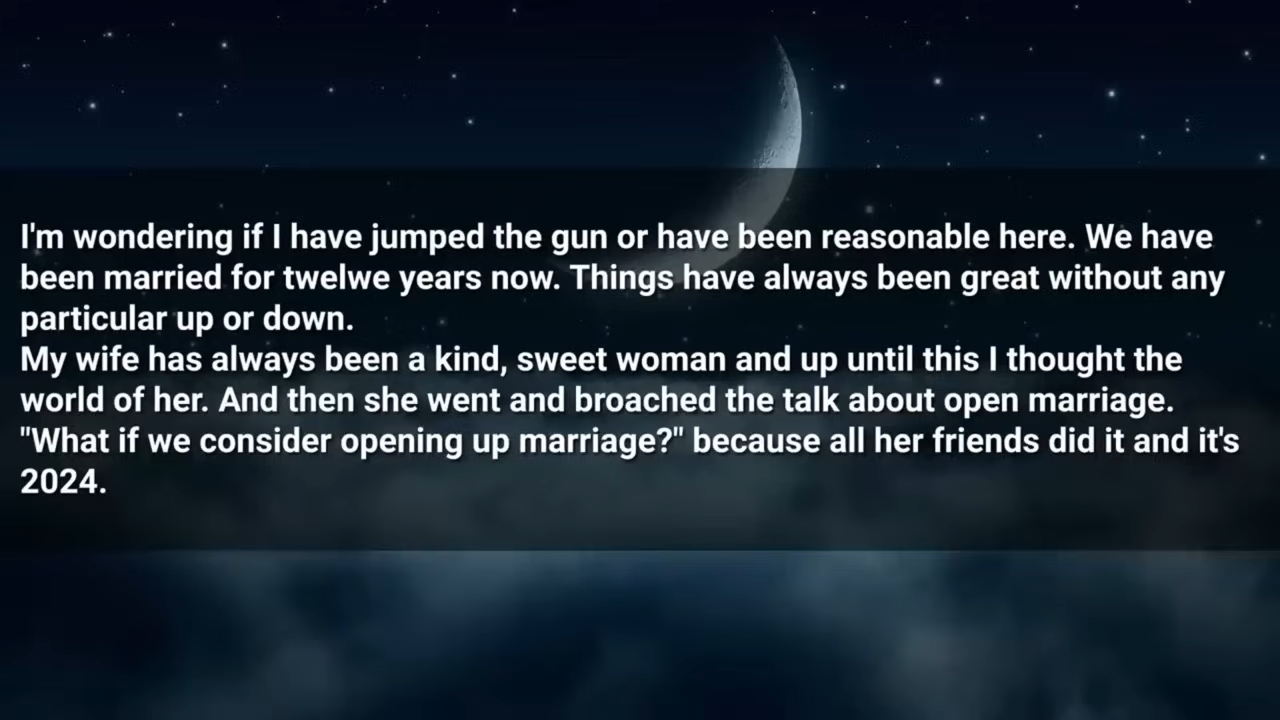 I'm wondering if I have jumped the gun or have been reasonable here. We have
been married for twelwe years now. Things have always been great without any
particular up or down.
My wife has always been a kind, sweet woman and up until this I thought the
world of her. And then she went and broached the talk about open marriage.
"What if we consider opening up marriage?" because all her friends did it and it's
2024.